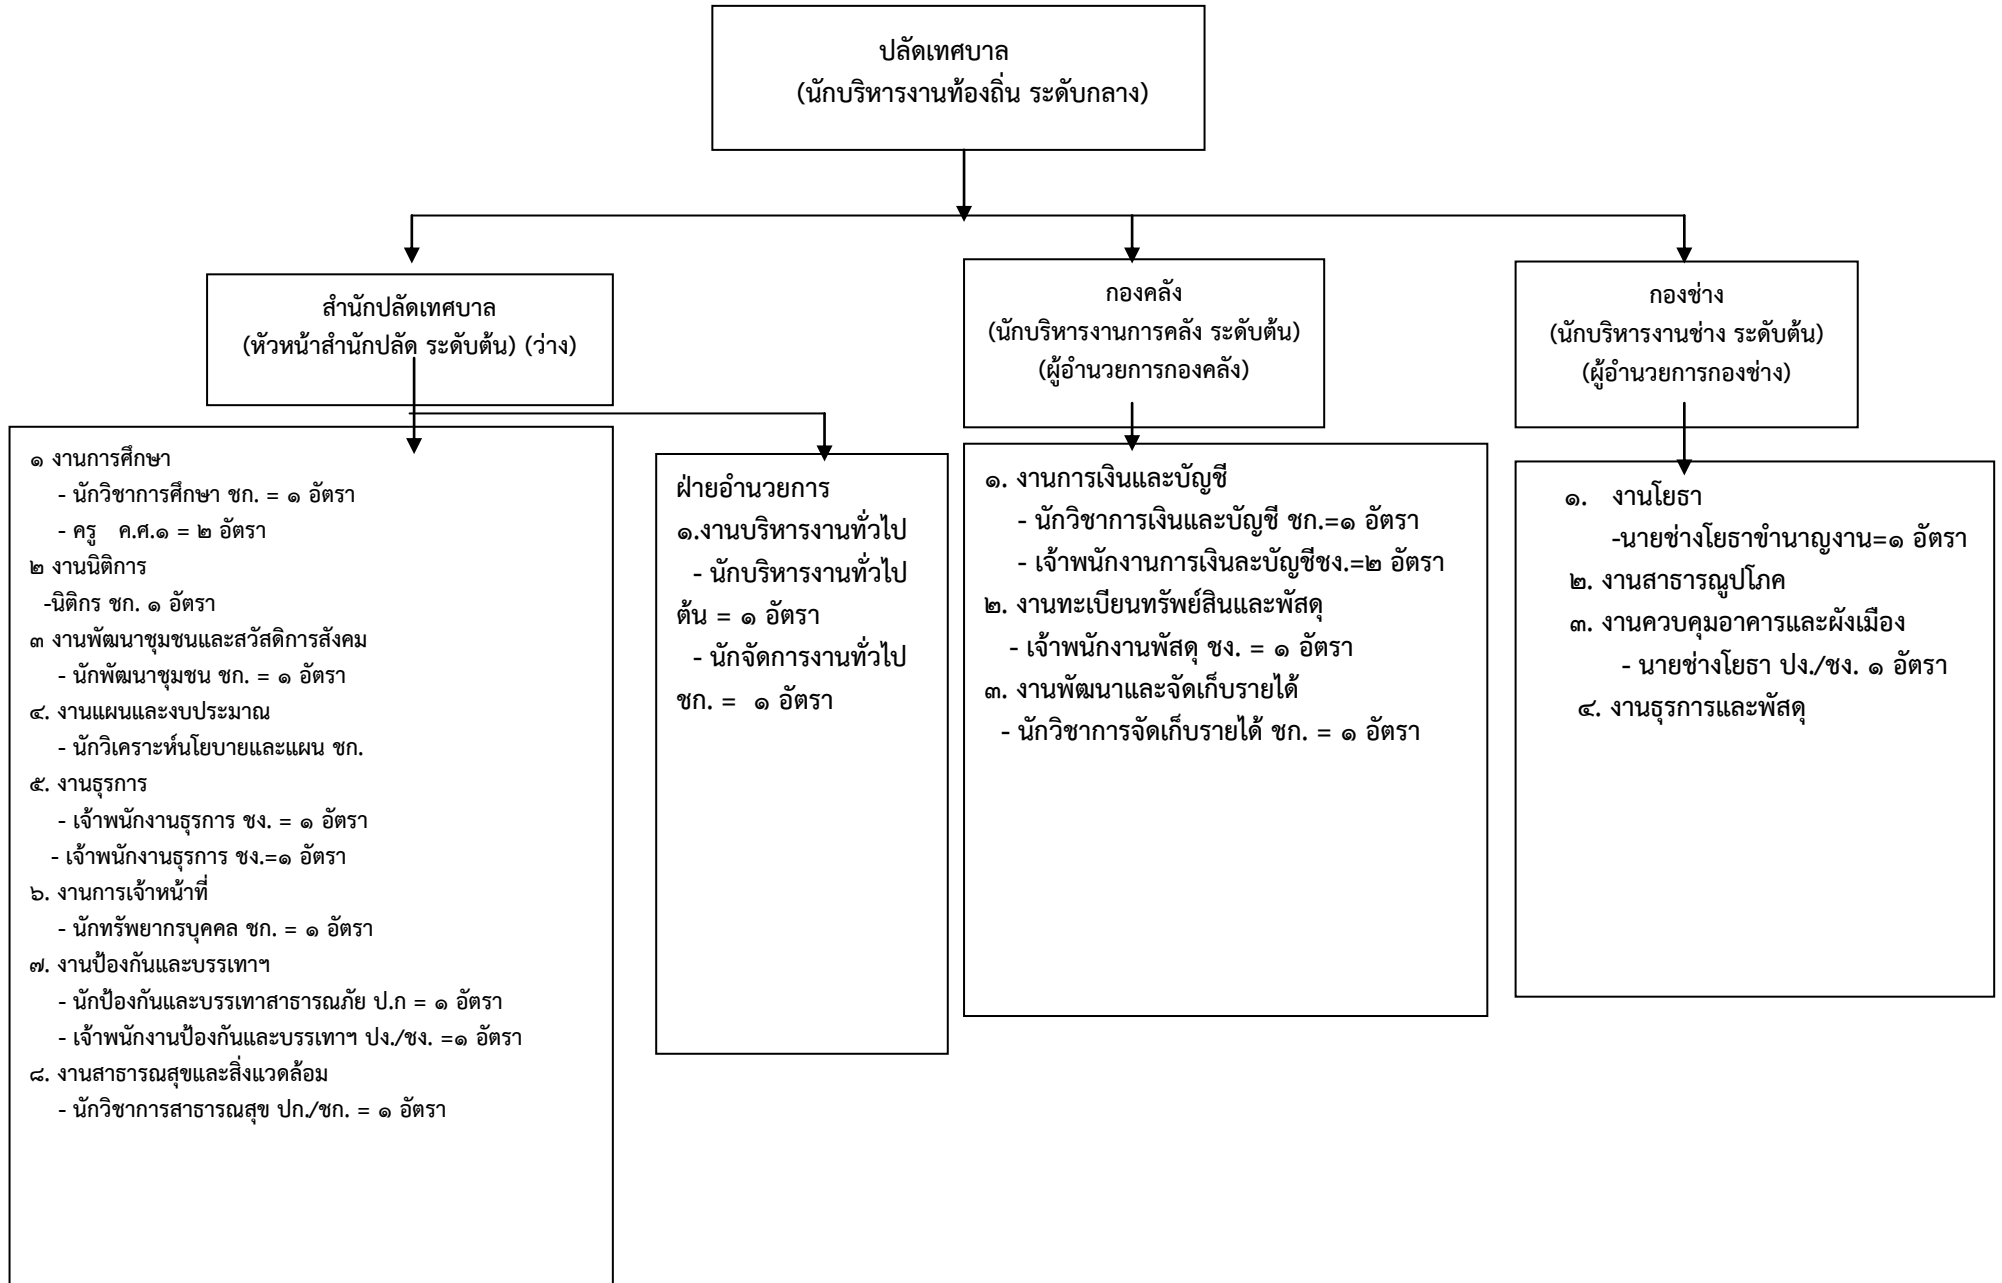 ปลัดเทศบาล
(นักบริหารงานท้องถิ่น ระดับกลาง)
สำนักปลัดเทศบาล
(หัวหน้าสำนักปลัด ระดับต้น) (ว่าง)
กองคลัง
(นักบริหารงานการคลัง ระดับต้น)
(ผู้อำนวยการกองคลัง)
กองช่าง
(นักบริหารงานช่าง ระดับต้น)
(ผู้อำนวยการกองช่าง)
๑ งานการศึกษา
- นักวิชาการศึกษา ชก. = ๑ อัตรา
- ครู ค.ศ.๑ = ๒ อัตรา
๒ งานนิติการ
-นิติกร ชก. ๑ อัตรา
๓ งานพัฒนาชุมชนและสวัสดิการสังคม
- นักพัฒนาชุมชน ชก. = ๑ อัตรา
๔. งานแผนและงบประมาณ
- นักวิเคราะห์นโยบายและแผน ชก.
๕. งานธุรการ
- เจ้าพนักงานธุรการ ชง. = ๑ อัตรา
- เจ้าพนักงานธุรการ ชง.=๑ อัตรา
๖. งานการเจ้าหน้าที่
- นักทรัพยากรบุคคล ชก. = ๑ อัตรา
๗. งานป้องกันและบรรเทาฯ
- นักป้องกันและบรรเทาสาธารณภัย ป.ก = ๑ อัตรา
- เจ้าพนักงานป้องกันและบรรเทาฯ ปง./ชง. =๑ อัตรา
๘. งานสาธารณสุขและสิ่งแวดล้อม
- นักวิชาการสาธารณสุข ปก./ชก. = ๑ อัตรา
ฝ่ายอำนวยการ
๑.งานบริหารงานทั่วไป
- นักบริหารงานทั่วไป
ต้น = ๑ อัตรา
- นักจัดการงานทั่วไป
ชก. = ๑ อัตรา
๑. งานการเงินและบัญชี
- นักวิชาการเงินและบัญชี ชก.=๑ อัตรา
- เจ้าพนักงานการเงินละบัญชีชง.=๒ อัตรา
๒. งานทะเบียนทรัพย์สินและพัสดุ
- เจ้าพนักงานพัสดุ ชง. = ๑ อัตรา
๓. งานพัฒนาและจัดเก็บรายได้
- นักวิชาการจัดเก็บรายได้ ชก. = ๑ อัตรา
๑. งานโยธา
-นายช่างโยธาขำนาญงาน=๑ อัตรา
๒. งานสาธารณูปโภค
๓. งานควบคุมอาคารและผังเมือง
- นายช่างโยธา ปง./ชง. ๑ อัตรา
๔. งานธุรการและพัสดุ